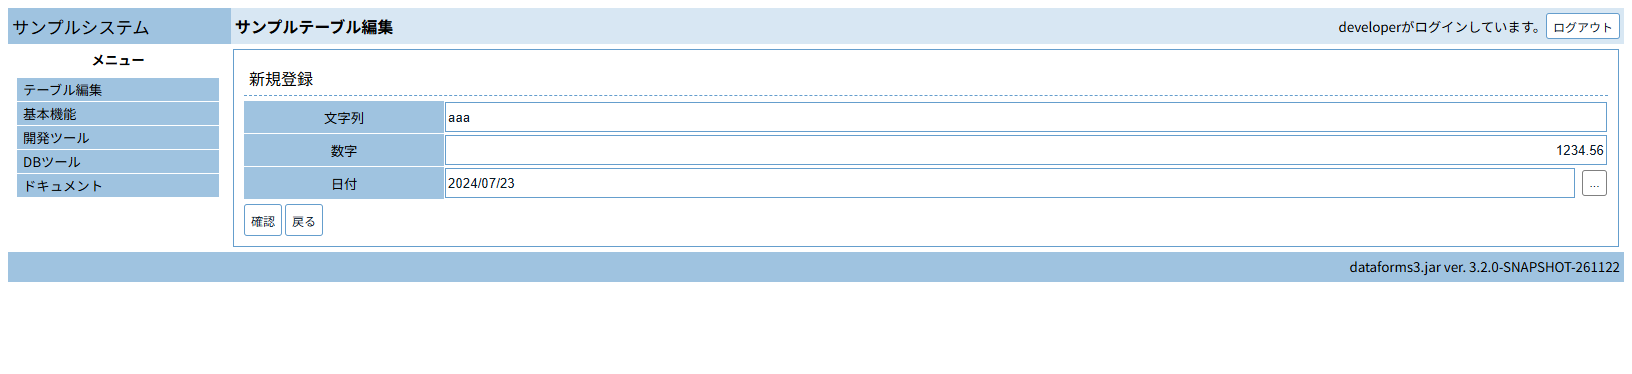 サンプルシステム
サンプルテーブル編集
developerがログインしています。 ログアウト
メニュー
テーブル編集
基本機能
開発ツール
DBツール
ドキュメント
新規登録
文字列 aaa
数字 1234.56
日付 2024/07/23 ...
確認 戻る
dataforms3.jar ver. 3.2.0-SNAPSHOT-261122